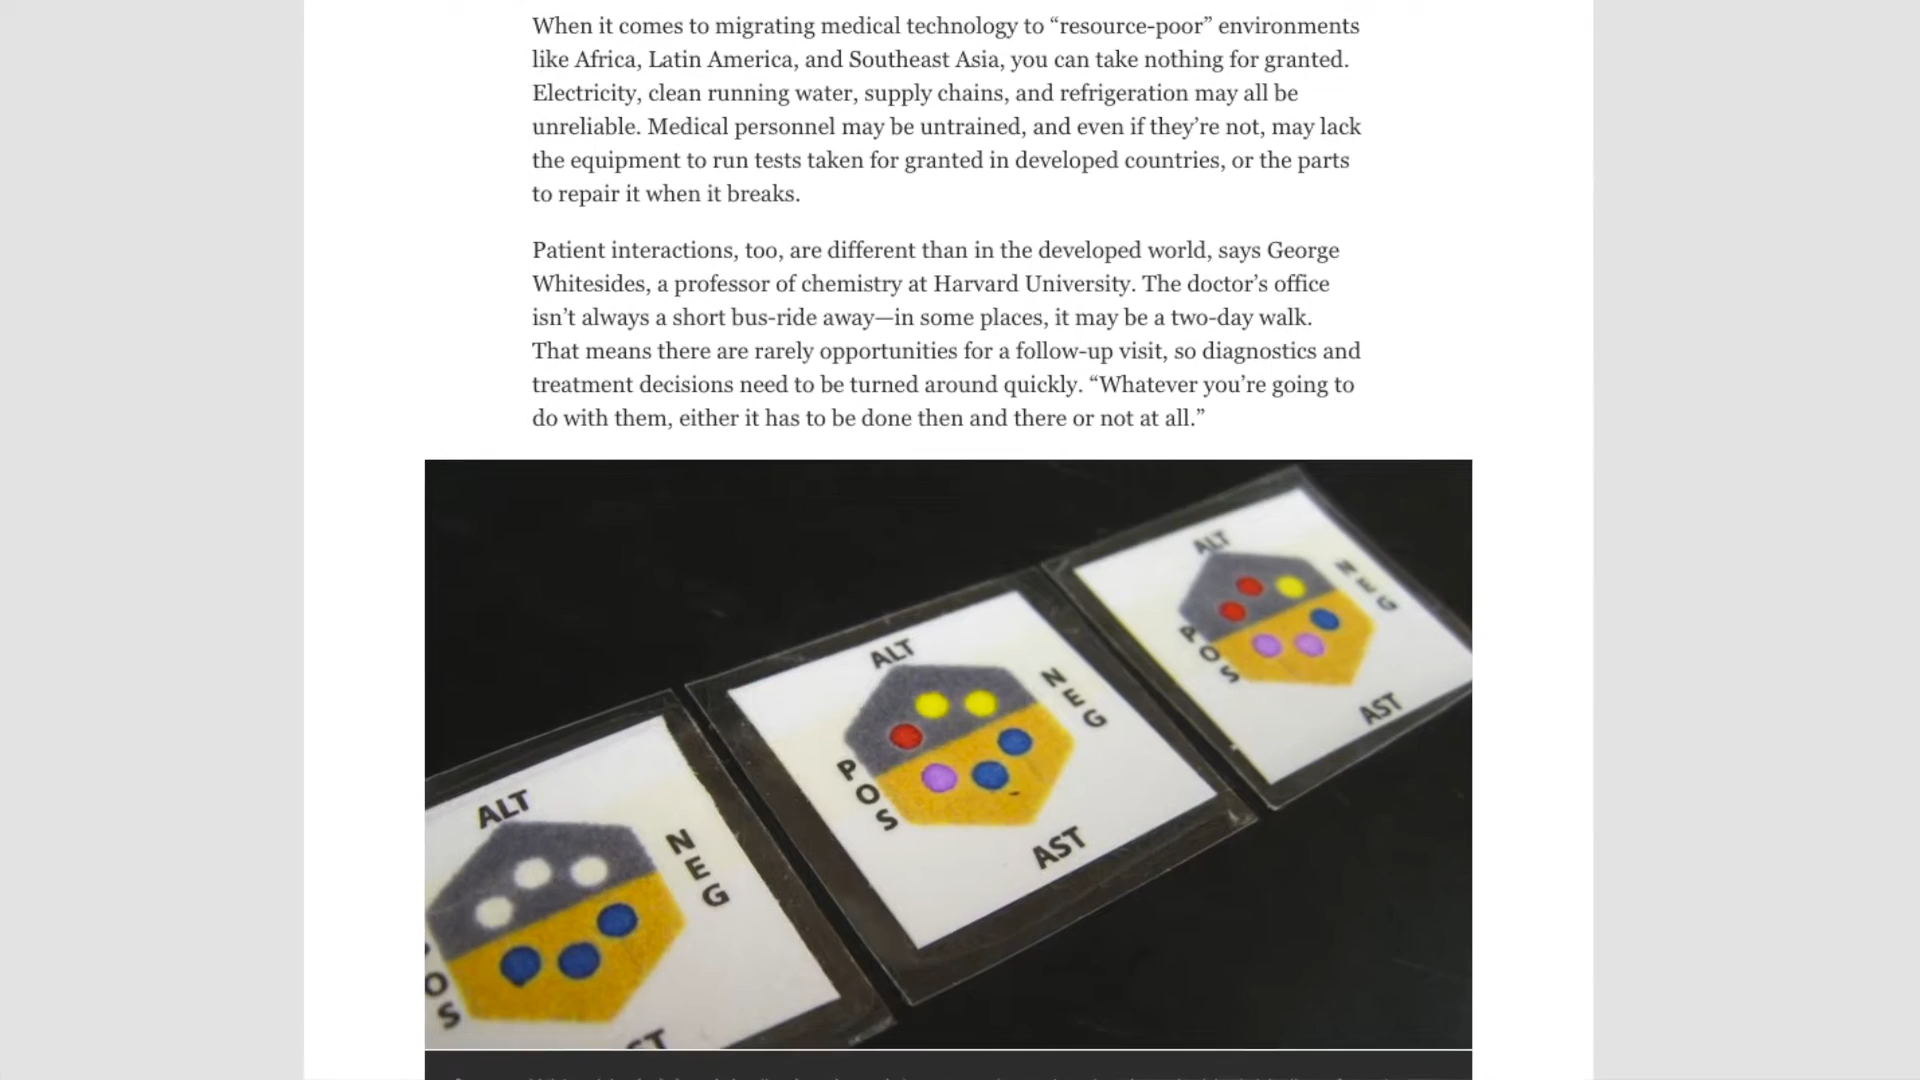 When it comes to migrating medical technology to “resource-poor” environments
like Africa, Latin America, and Southeast Asia, you can take nothing for granted.
Electricity, clean running water, supply chains, and refrigeration may all be
unreliable. Medical personnel may be untrained, and even if they’re not, may lack
the equipment to run tests taken for granted in developed countries, or the parts
to repair it when it breaks.
Patient interactions, too, are different than in the developed world, says George
Whitesides, a professor of chemistry at Harvard University. The doctor’s office
isn’t always a short bus-ride away—in some places, it may be a two-day walk.
That means there are rarely opportunities for a follow-up visit, so diagnostics and
treatment decisions need to be turned around quickly. “Whatever you’re going to
do with them, either it has to be done then and there or not at all.”
ALT
NEG
OS
ST
ALT
NEG
POS
AST
ALT
NEG
POS
AST